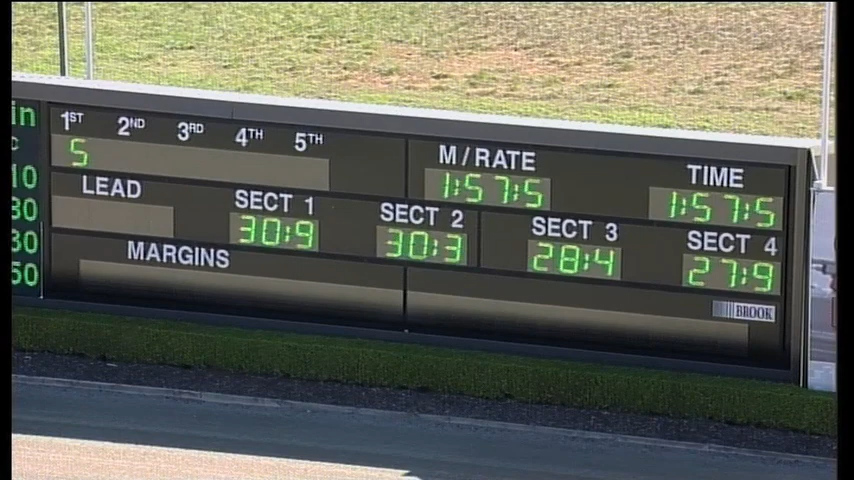 in
1ST 2ND 3RD 4TH 5TH
5
M/RATE
1:57:5
TIME
1:57:5
10
30
30
50
LEAD
SECT 1
30:9
SECT 2
30:3
SECT 3
28:4
SECT 4
27:9
MARGINS
BROOK